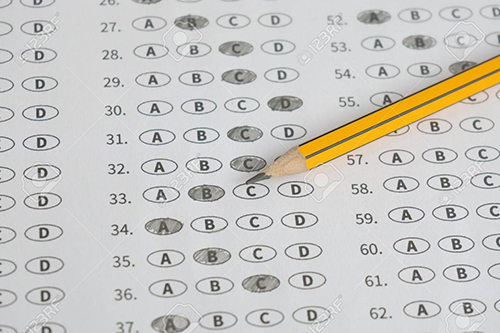 D
D
D
D
D
D
D
D
D
D
D
26. A B C D
27. A B C D
28. A B C D
29. A B C D
30. A B C D
31. A B C D
32. A B C
33. A B C D
34. A B C D
35. A B C D
36. A B C D
37. A B C D
52. A B C
53. A B C
54. A B C
55. A
57. A B C
58. A B C
59. A B C
60. A B C
61. A B C
62. A B C
123RF